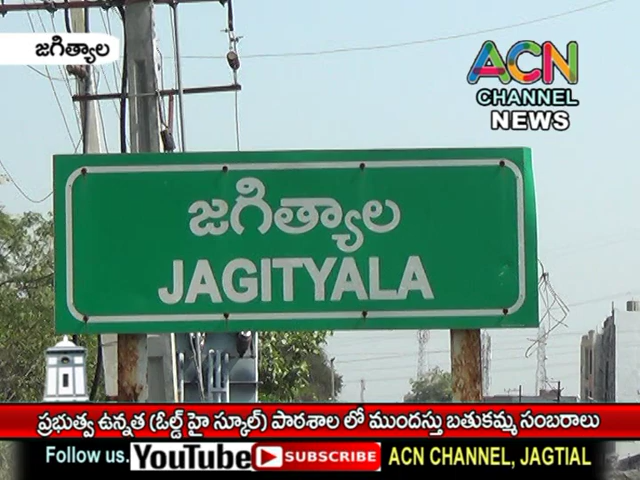 జగిత్యాల
ACN
CHANNEL
NEWS
జగిత్యాల
JAGITYALA
ప్రభుత్వ ఉన్నత (ఓల్డ్ హై స్కూల్) పాఠశాల లో ముందస్తు బతుకమ్మ సంబరాలు
Follow us. YouTube SUBSCRIBE ACN CHANNEL, JAGTIAL